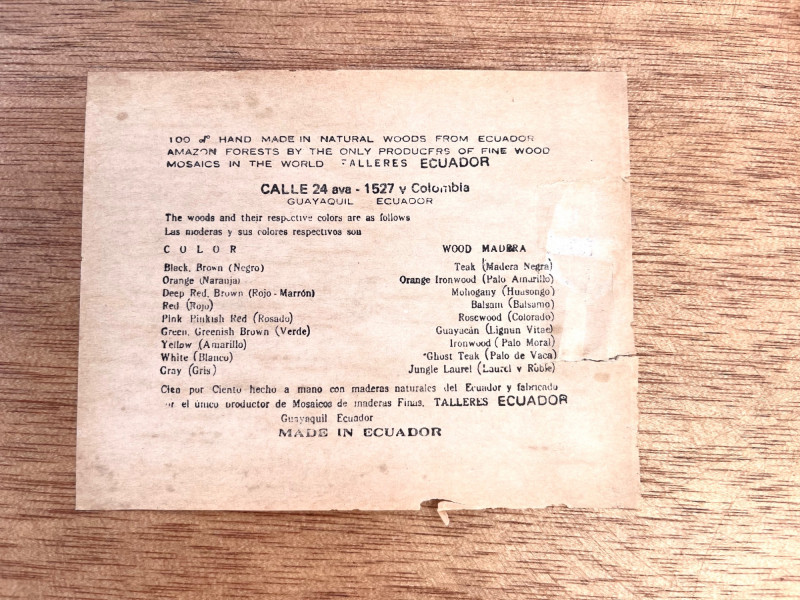 100 % HAND MADE IN NATURAL WOODS FROM ECUADOR
AMAZON FORESTS BY THE ONLY PRODUCERS OF FINE WOOD
MOSAICS IN THE WORLD TALLERES ECUADOR
CALLE 24 ava - 1527 y Colombia
GUAYAQUIL ECUADOR
The woods and their respective colors are as follows
Las moderas y sus colores respectivos son
COLOR WOOD MADERA
Black, Brown (Negro) Teak (Madera Negra)
Orange (Naranja) Orange Ironwood (Palo Amarillo)
Deep Red, Brown (Rojo - Marrón) Mohogany (Huasongo)
Red (Rojo) Balsam (Balsamo)
Pink Pinkish Red (Rosado) Rosewood (Colorado)
Green, Greenish Brown (Verde) Guayacán (Lignun Vitae)
Yellow (Amarillo) Ironwood (Palo Moral)
White (Blanco) "Ghost Teak (Palo de Vaca)
Gray (Gris) Jungle Laurel (Laurel y Roble)
Cien por Ciento hecho a mano con maderas naturales del Ecuador y fabricado
or el único productor de Mosaicos de maderas Finas, TALLERES ECUADOR
Guayaquil Ecuador
MADE IN ECUADOR